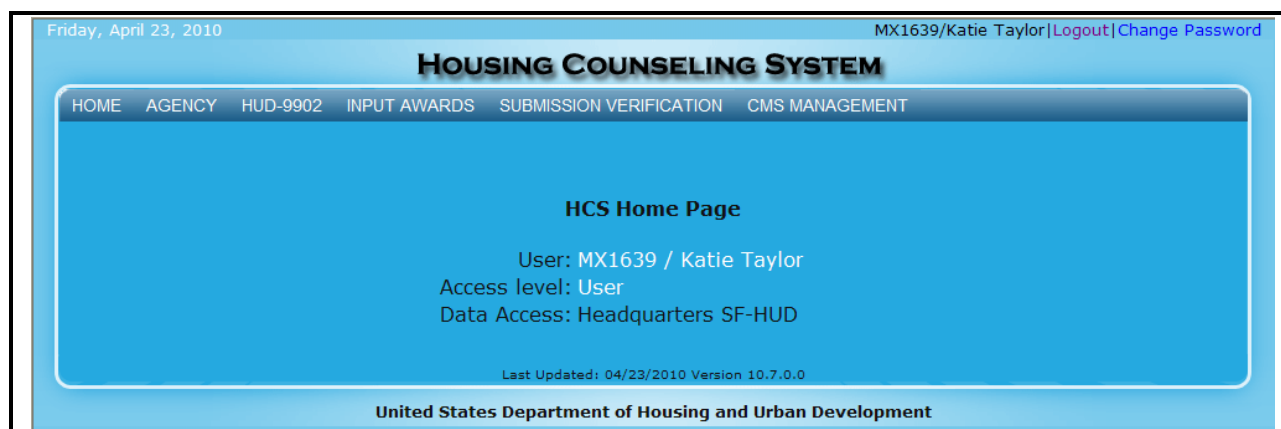 Friday, April 23, 2010 MX1639/Katie Taylor|Logout|Change Password
HOUSING COUNSELING SYSTEM
HOME AGENCY HUD-9902 INPUT AWARDS SUBMISSION VERIFICATION CMS MANAGEMENT
HCS Home Page
User: MX1639 / Katie Taylor
Access level: User
Data Access: Headquarters SF-HUD
Last Updated: 04/23/2010 Version 10.7.0.0
United States Department of Housing and Urban Development